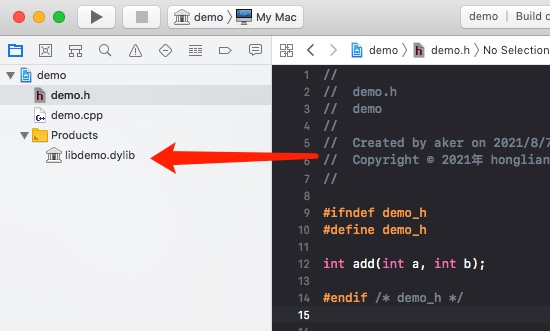 demo
My Mac
demo
Build
demo
demo.h
No Selection
demo
demo.h
demo.cpp
Products
libdemo.dylib
1 //
2 // demo.h
3 // demo
4 //
5 // Created by aker on 2021/8/7
6 // Copyright © 2021年 honglian
7 //
8
9 #ifndef demo_h
10 #define demo_h
11
12 int add(int a, int b);
13
14 #endif /* demo_h */
15